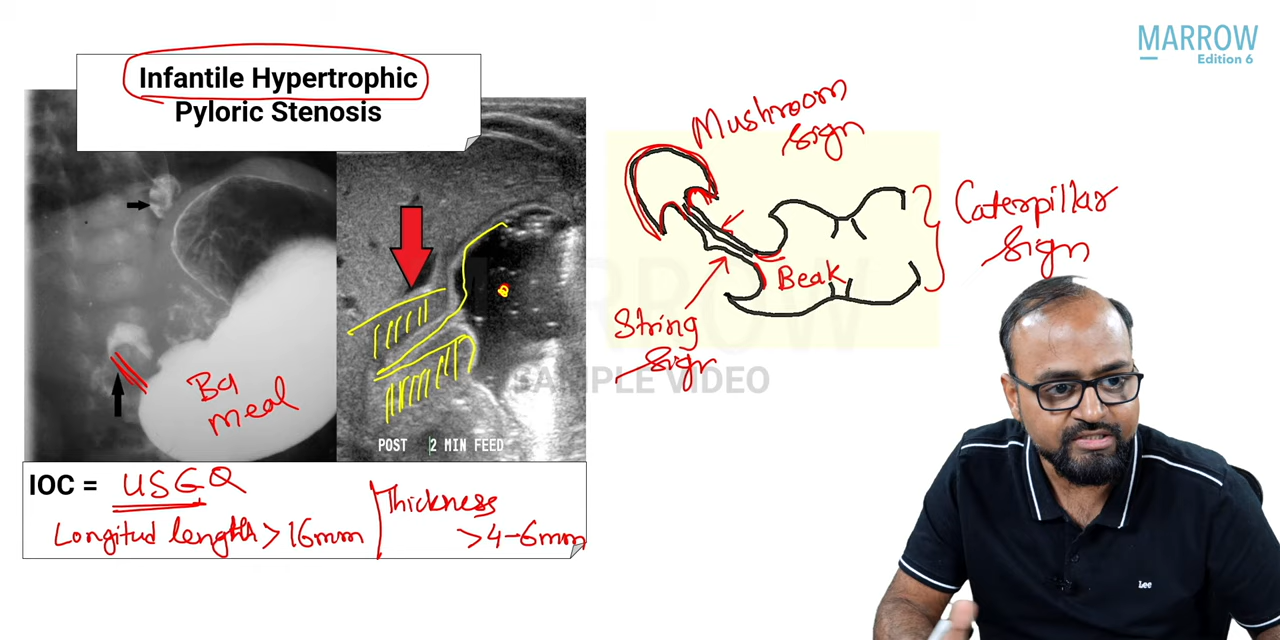 MARROW
Edition 6
Infantile Hypertrophic
Pyloric Stenosis
Ba
meal
POST 2 MIN FEED
IOC = USG
Longitud length > 16mm
Thickness
> 4-6mm
Mushroom
sign
Beak
String
sign
Caterpillar
sign
SAMPLE VIDEO
Lee